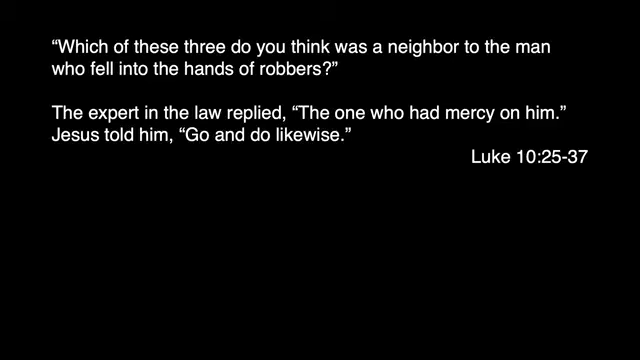 “Which of these three do you think was a neighbor to the man
who fell into the hands of robbers?”
The expert in the law replied, “The one who had mercy on him.”
Jesus told him, “Go and do likewise.”
Luke 10:25-37